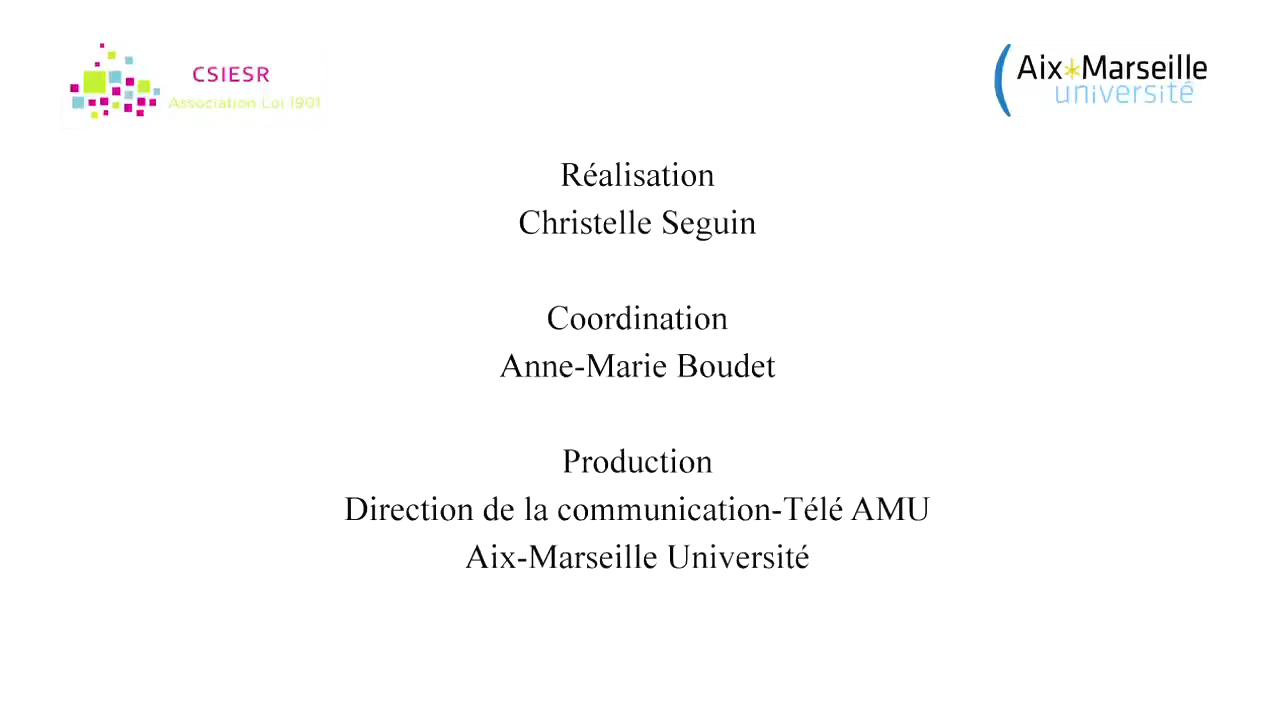 CSIESR
Association Loi 1901
Aix*Marseille
université
Réalisation
Christelle Seguin
Coordination
Anne-Marie Boudet
Production
Direction de la communication-Télé AMU
Aix-Marseille Université